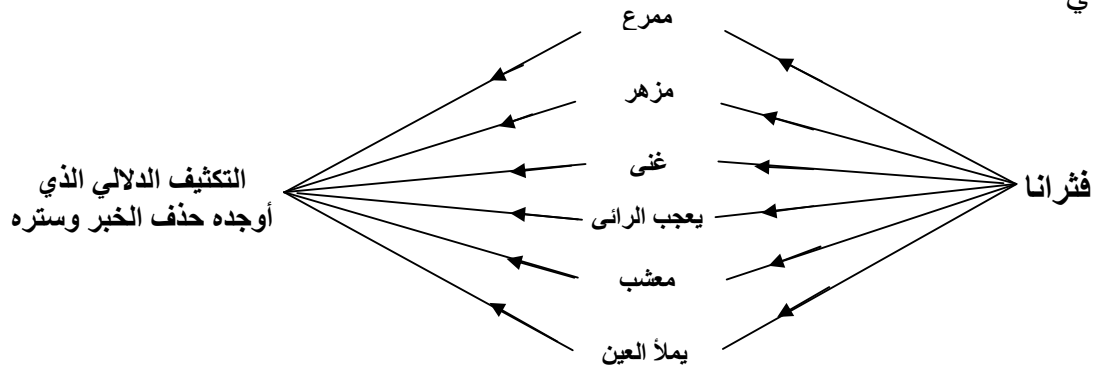 ي
ممرع
مزهر
غنى
يعجب الرائى
معشب
يملأ العين
فثرانا
التكثيف الدلالي الذي
أوجده حذف الخبر وستره